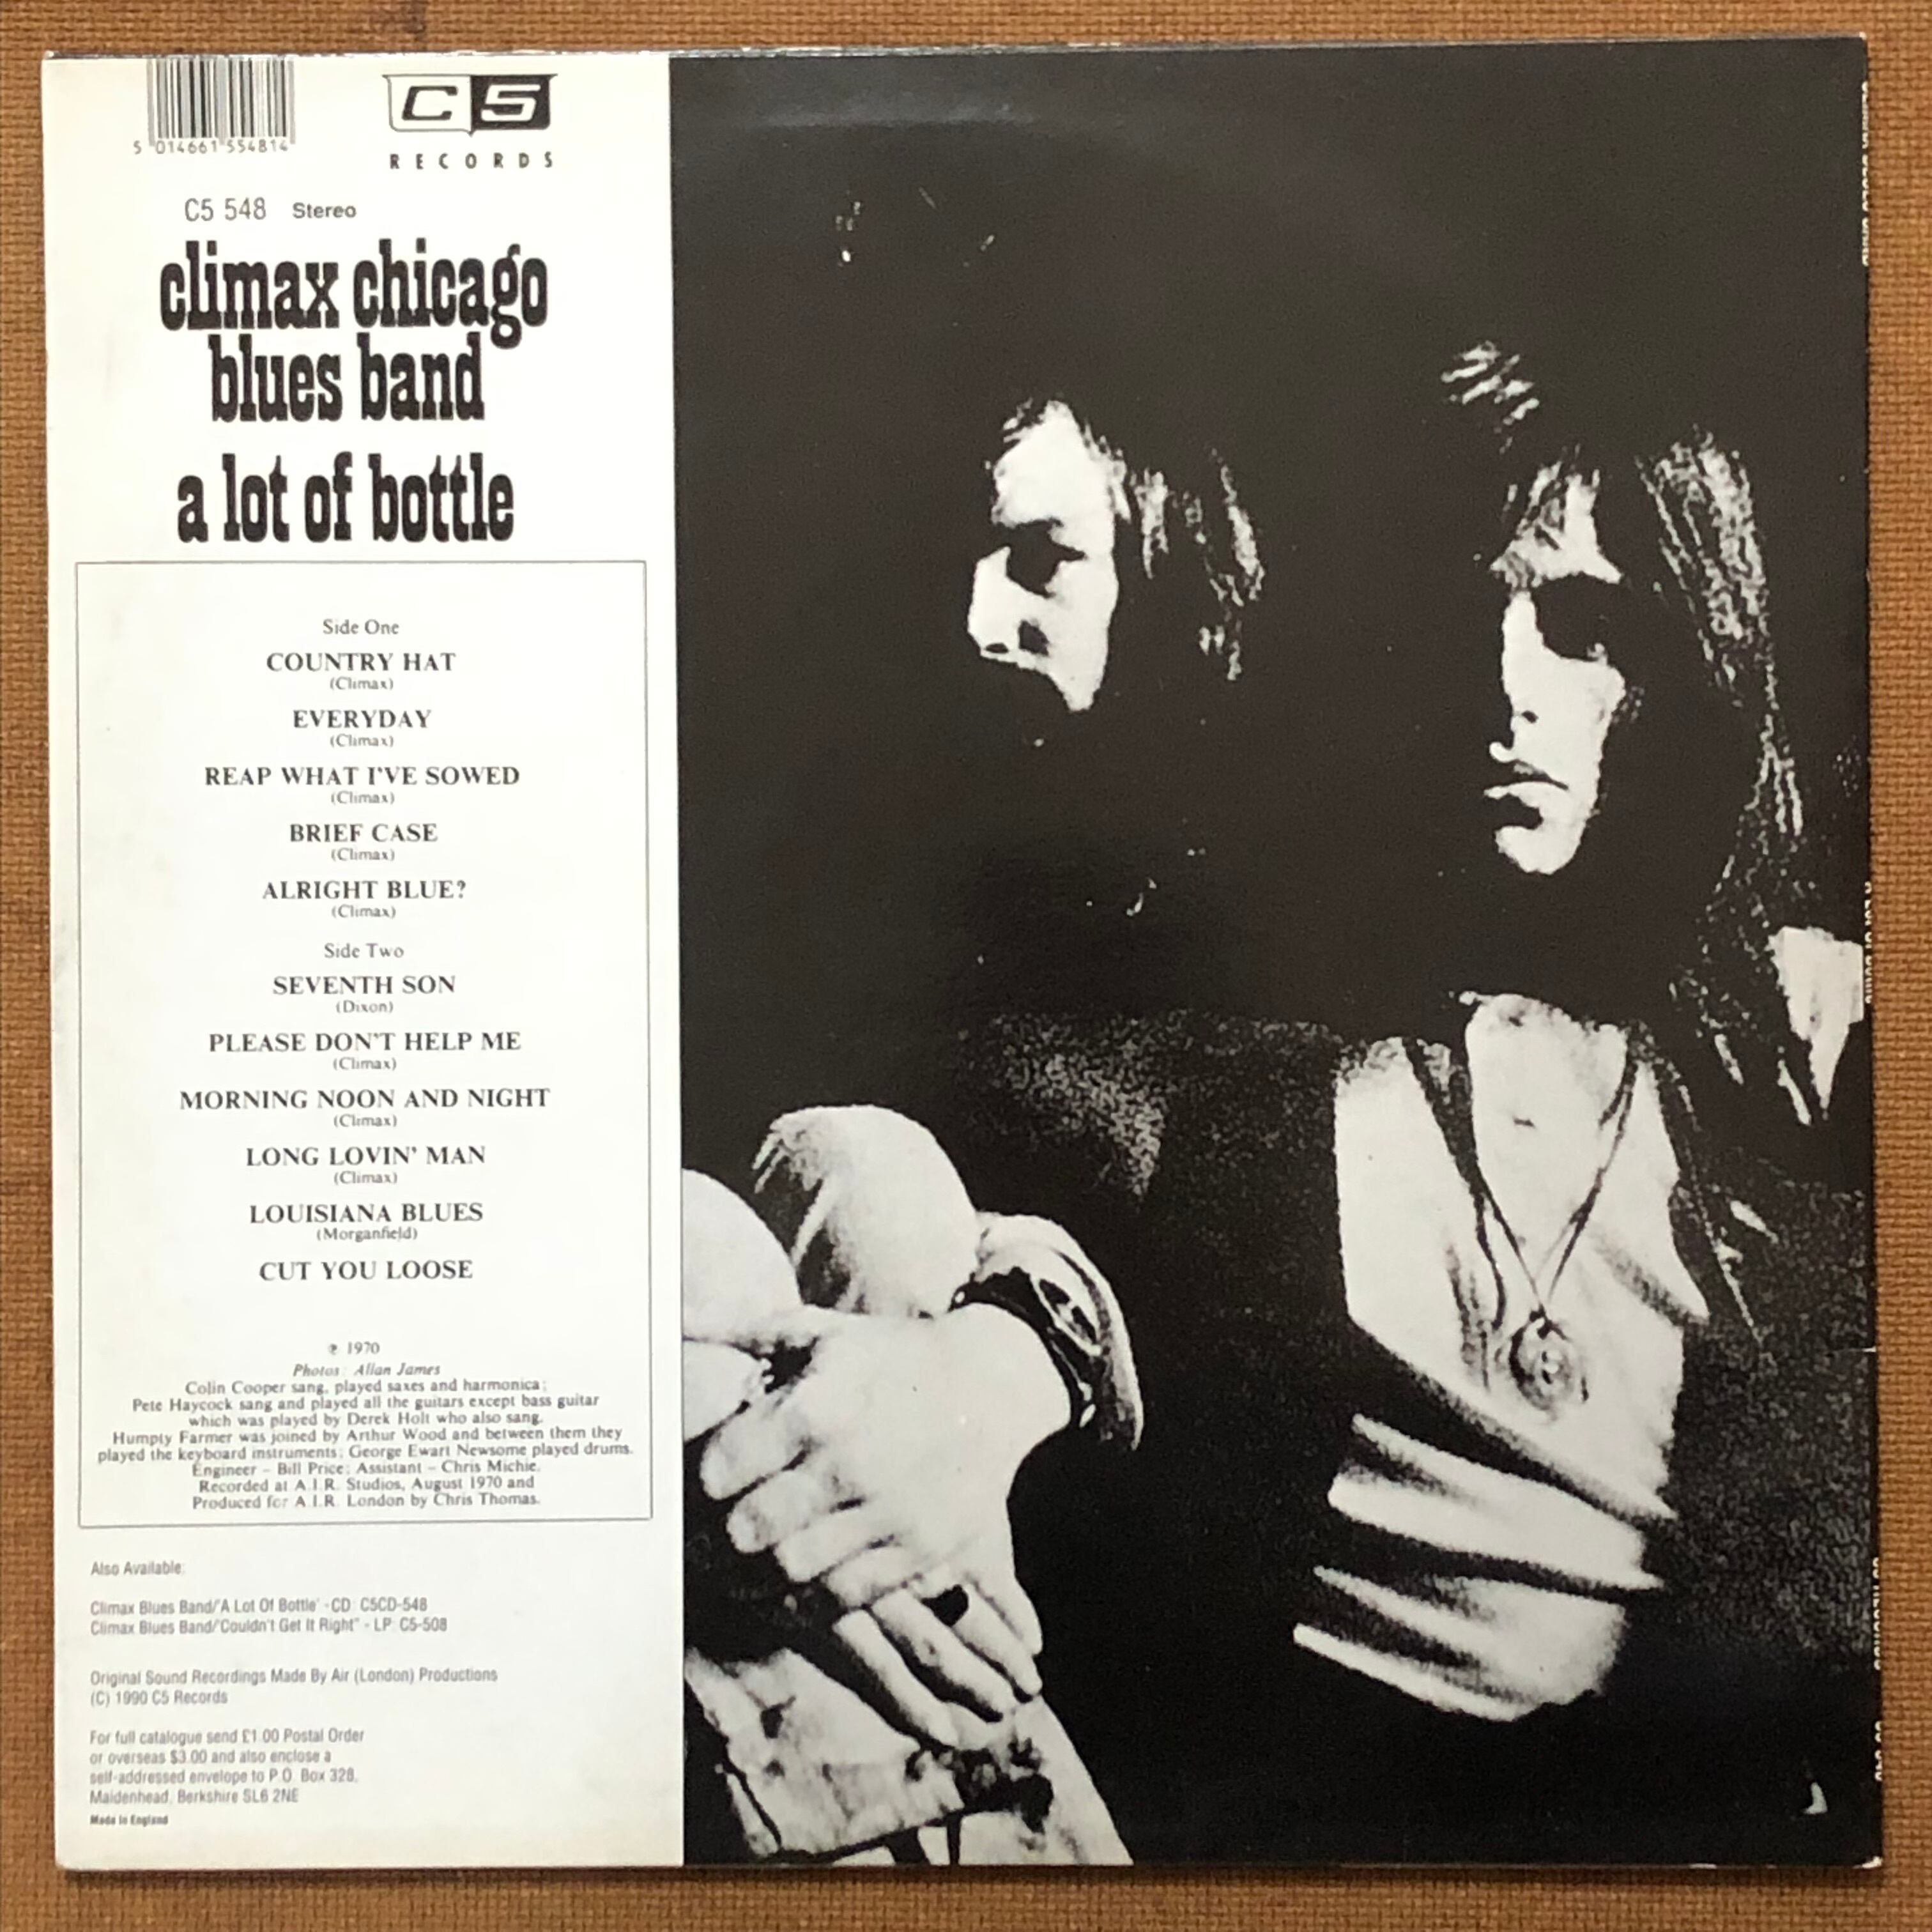 5 014661 554814
C5
RECORDS
C5 548 Stereo
climax chicago
blues band
a lot of bottle
Side One
COUNTRY HAT
(Climax)
EVERYDAY
(Climax)
REAP WHAT I'VE SOWED
(Climax)
BRIEF CASE
(Climax)
ALRIGHT BLUE?
(Climax)
Side Two
SEVENTH SON
(Dixon)
PLEASE DON'T HELP ME
(Climax)
MORNING NOON AND NIGHT
(Climax)
LONG LOVIN' MAN
(Climax)
LOUISIANA BLUES
(Morganfield)
CUT YOU LOOSE
℗ 1970
Photos: Allan James
Colin Cooper sang, played saxes and harmonica;
Pete Haycock sang and played all the guitars except bass guitar
which was played by Derek Holt who also sang.
Humpty Farmer was joined by Arthur Wood and between them they
played the keyboard instruments; George Ewart Newsome played drums.
Engineer – Bill Price; Assistant – Chris Michie.
Recorded at A.I.R. Studios, August 1970 and
Produced for A.I.R. London by Chris Thomas.
Also Available:
Climax Blues Band/'A Lot Of Bottle' - CD: C5CD-548
Climax Blues Band/'Couldn't Get It Right" - LP: C5-508
Original Sound Recordings Made By Air (London) Productions
(C) 1990 C5 Records
For full catalogue send £1.00 Postal Order
or overseas $3.00 and also enclose a
self-addressed envelope to P.O. Box 328,
Maidenhead, Berkshire SL6 2NE
Made in England